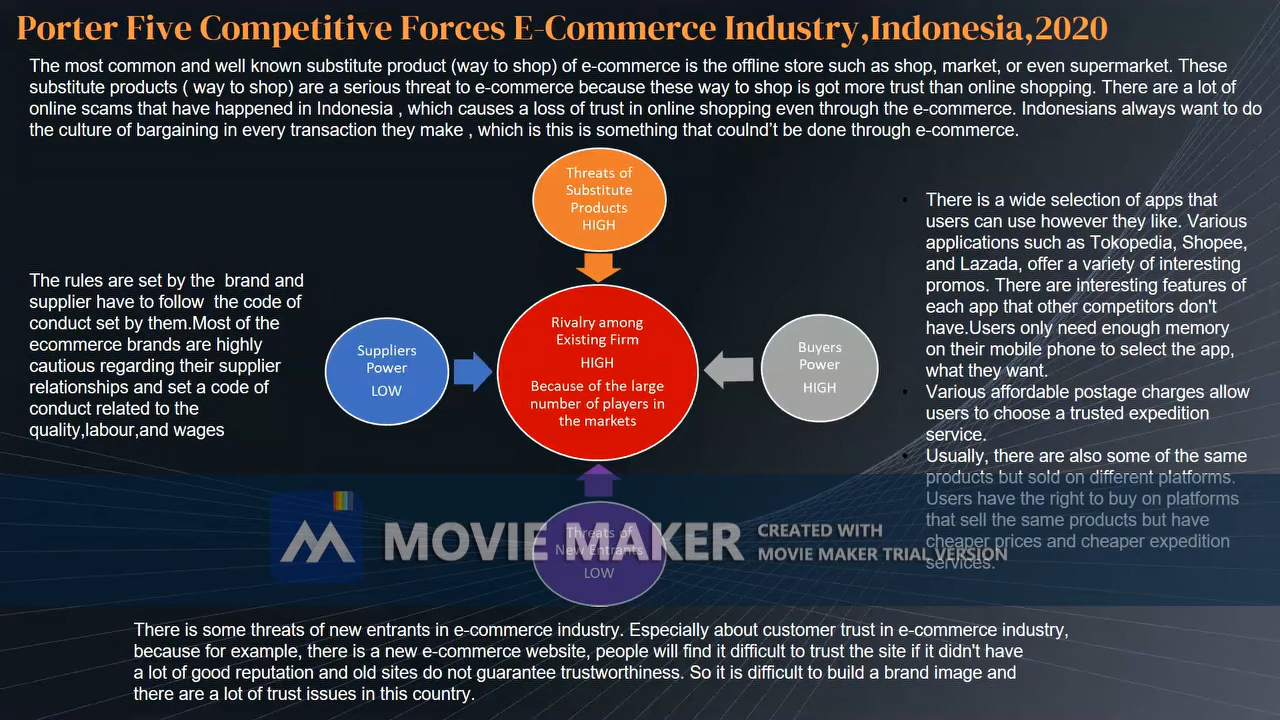 Porter Five Competitive Forces E-Commerce Industry,Indonesia,2020
The most common and well known substitute product (way to shop) of e-commerce is the offline store such as shop, market, or even supermarket. These
substitute products ( way to shop) are a serious threat to e-commerce because these way to shop is got more trust than online shopping. There are a lot of
online scams that have happened in Indonesia , which causes a loss of trust in online shopping even through the e-commerce. Indonesians always want to do
the culture of bargaining in every transaction they make , which is this is something that coulnd't be done through e-commerce.
Threats of
Substitute
Products
HIGH
The rules are set by the brand and
supplier have to follow the code of
conduct set by them.Most of the
ecommerce brands are highly
cautious regarding their supplier
relationships and set a code of
conduct related to the
quality,labour,and wages
Suppliers
Power
LOW
Rivalry among
Existing Firm
HIGH
Because of the large
number of players in
the markets
Buyers
Power
HIGH
There is a wide selection of apps that
users can use however they like. Various
applications such as Tokopedia, Shopee,
and Lazada, offer a variety of interesting
promos. There are interesting features of
each app that other competitors don't
have.Users only need enough memory
on their mobile phone to select the app,
what they want.
Various affordable postage charges allow
users to choose a trusted expedition
service.
Usually, there are also some of the same
products but sold on different platforms.
Users have the right to buy on platforms
that sell the same products but have
cheaper prices and cheaper expedition
services.
Threats of
New Entrants
LOW
MOVIE MAKER
CREATED WITH
MOVIE MAKER TRIAL VERSION
There is some threats of new entrants in e-commerce industry. Especially about customer trust in e-commerce industry,
because for example, there is a new e-commerce website, people will find it difficult to trust the site if it didn't have
a lot of good reputation and old sites do not guarantee trustworthiness. So it is difficult to build a brand image and
there are a lot of trust issues in this country.